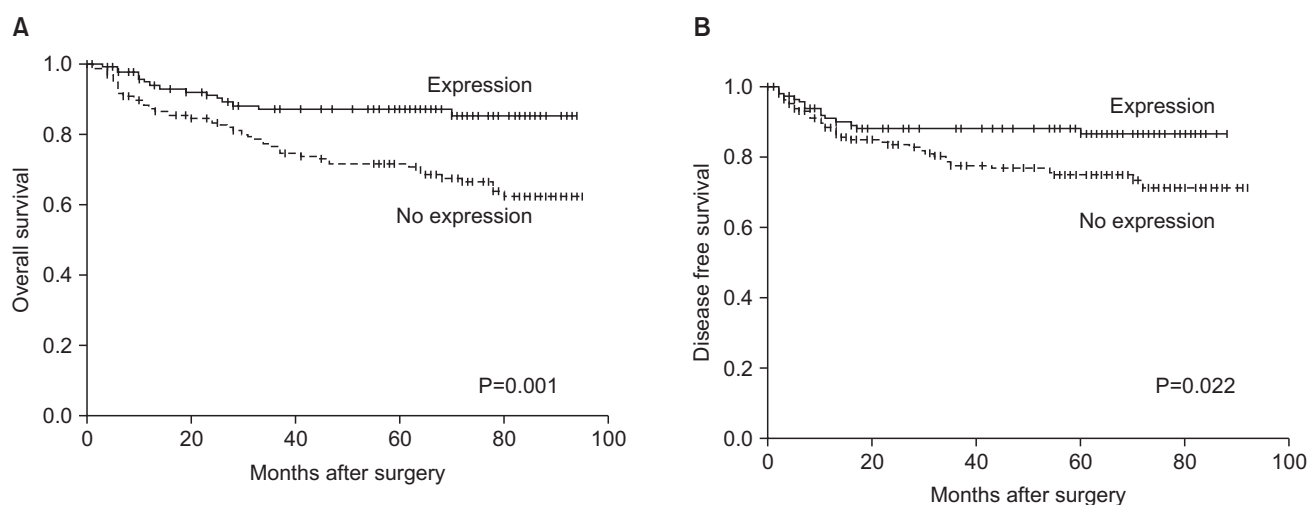 A
1.0
0.8
0.6
0.4
0.2
0.0
Overall survival
Expression
No expression
P=0.001
0 20 40 60 80 100
Months after surgery
B
1.0
0.8
0.6
0.4
0.2
0.0
Disease free survival
Expression
No expression
P=0.022
0 20 40 60 80 100
Months after surgery